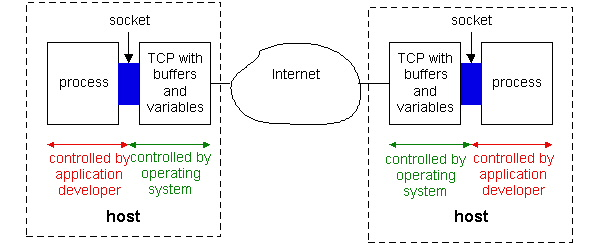 socket
process
TCP with
buffers
and
variables
controlled by
application
developer
controlled by
operating
system
host
Internet
socket
TCP with
buffers
and
variables
process
controlled by
operating
system
controlled by
application
developer
host